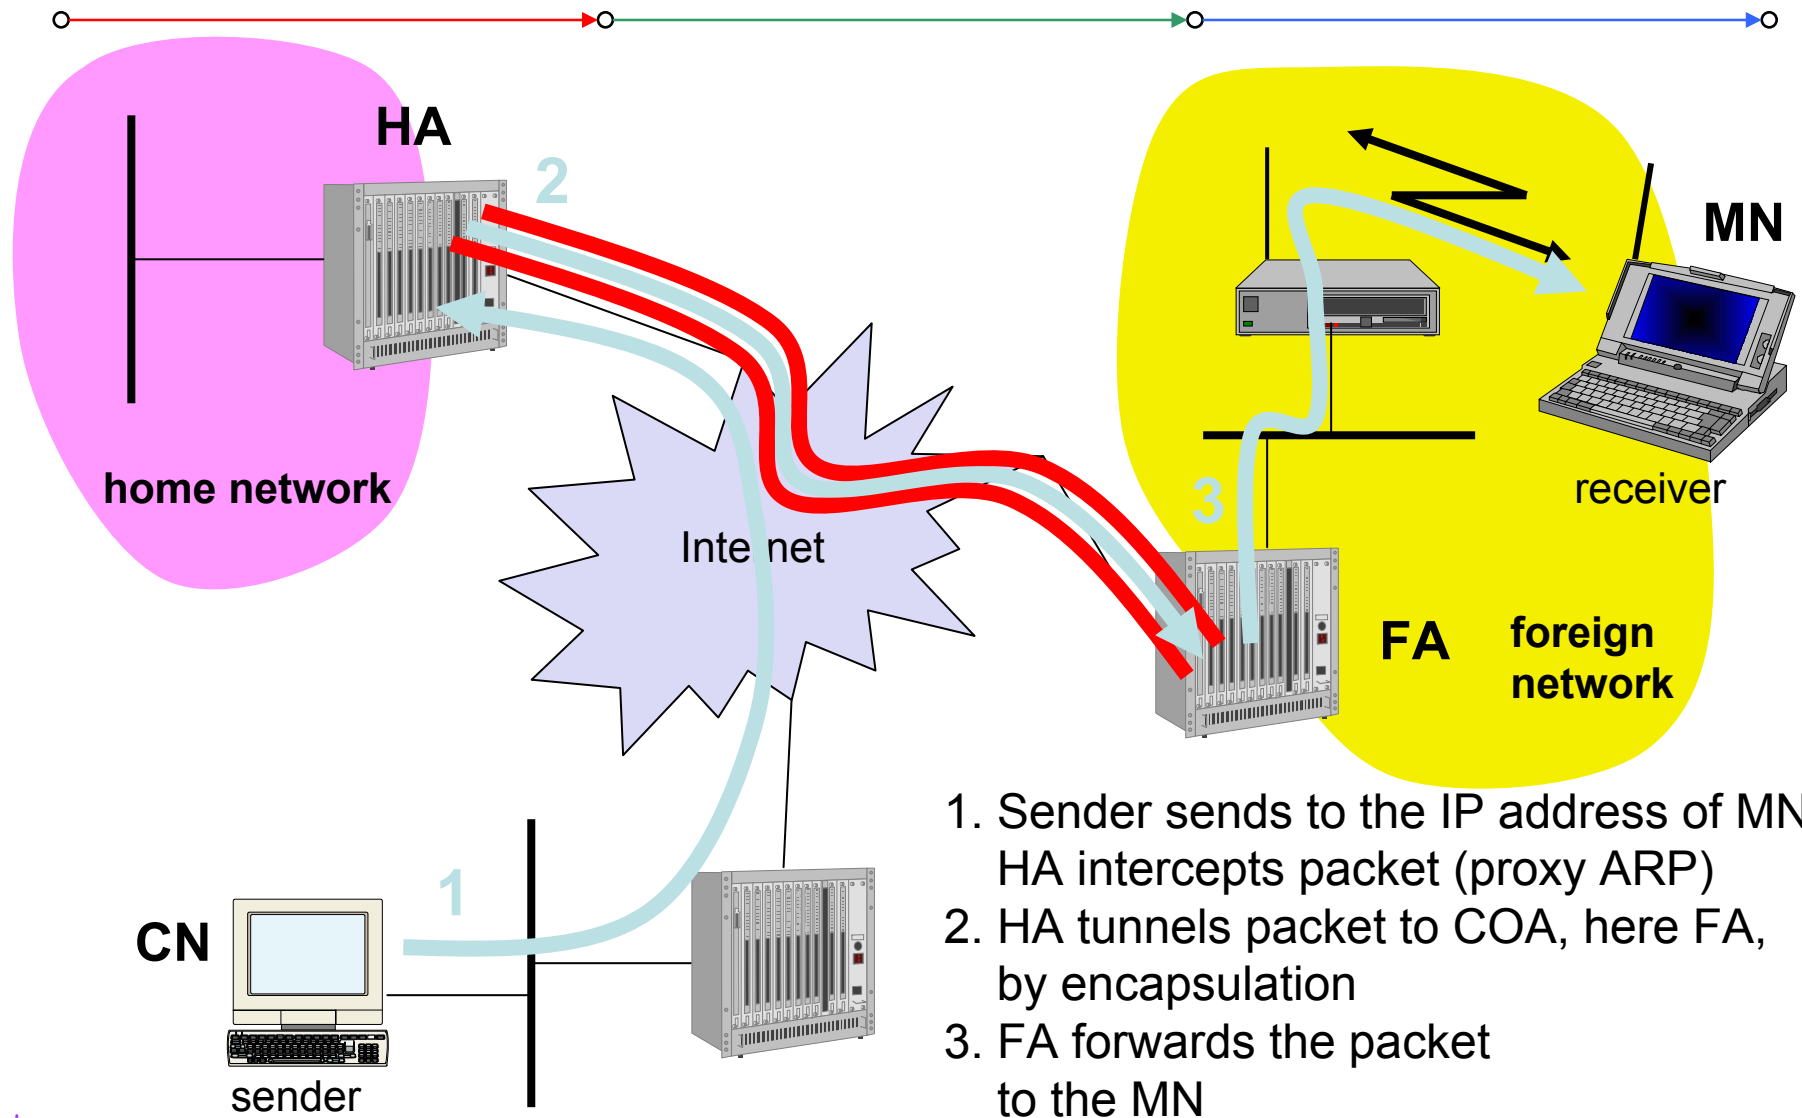 HA
2
MN
home network
receiver
3
Internet
FA
foreign
network
1
CN
sender
1. Sender sends to the IP address of MN
HA intercepts packet (proxy ARP)
2. HA tunnels packet to COA, here FA,
by encapsulation
3. FA forwards the packet
to the MN